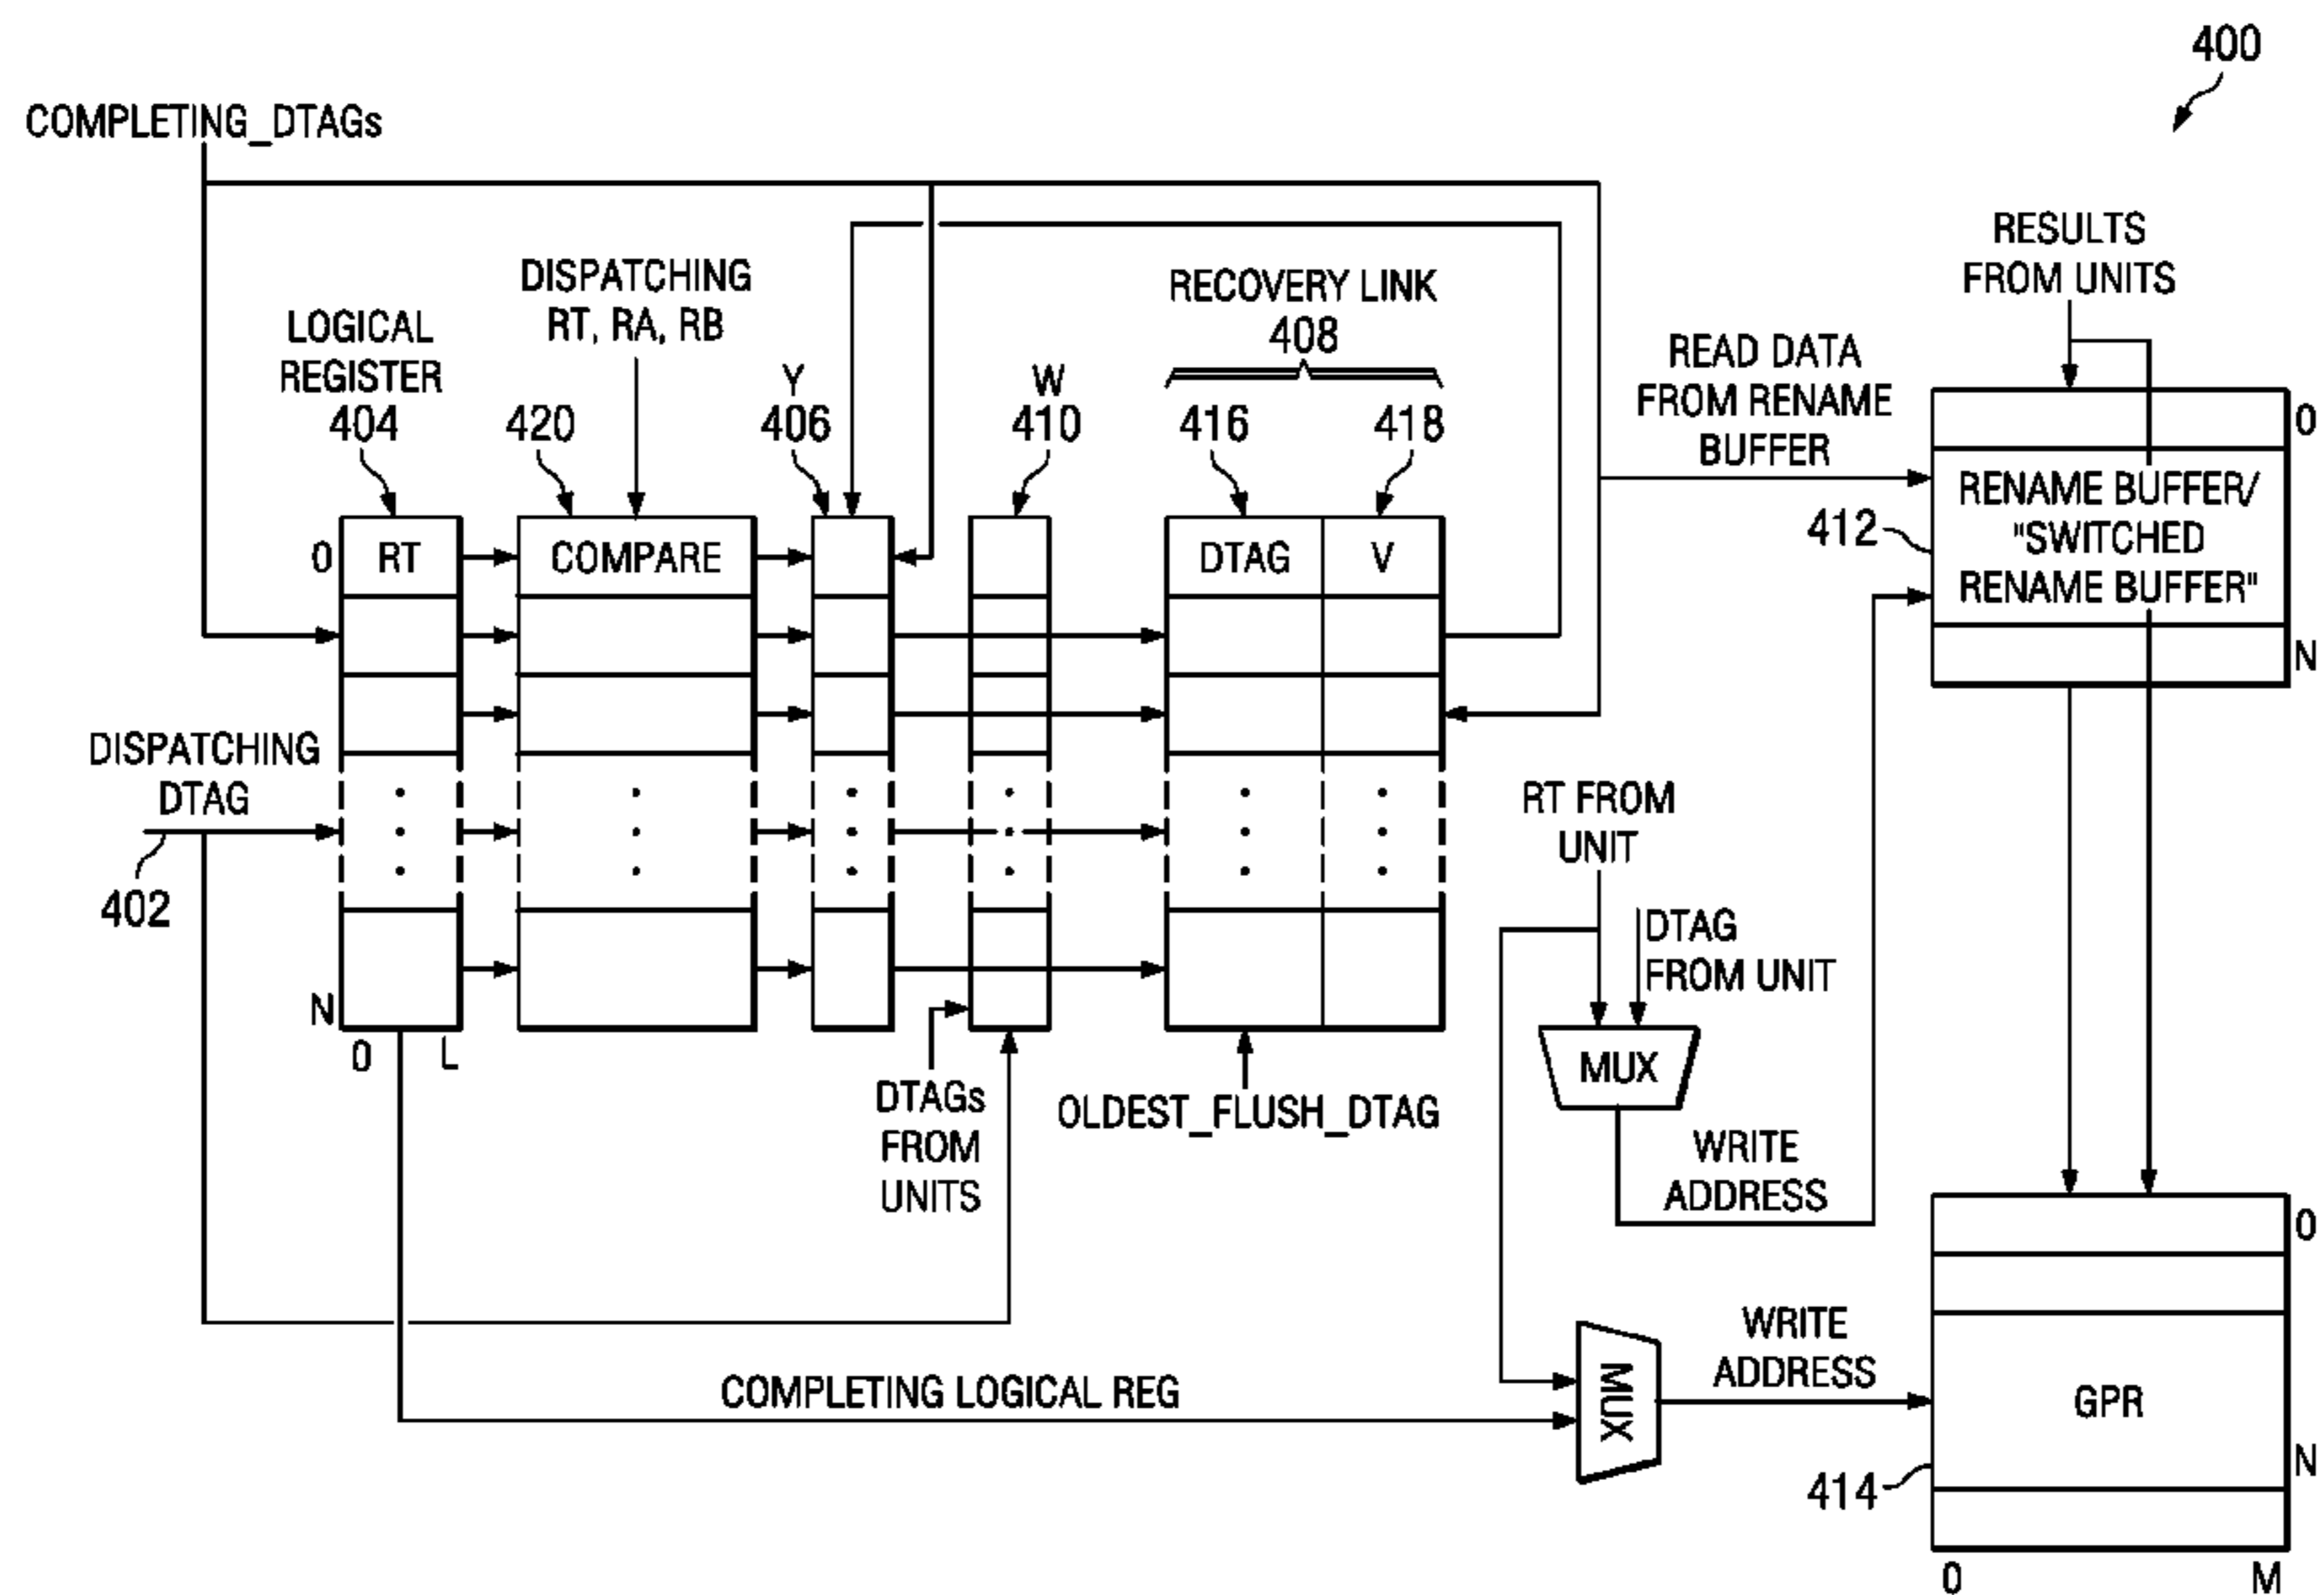 400
COMPLETING_DTAGs
RESULTS
FROM UNITS
DISPATCHING
RT, RA, RB
RECOVERY LINK
408
LOGICAL
REGISTER
404
420
Y
406
W
410
416
418
READ DATA
FROM RENAME
BUFFER
0
RENAME BUFFER/
"SWITCHED
RENAME BUFFER"
412
N
0
RT
COMPARE
DTAG
V
DISPATCHING
DTAG
402
RT FROM
UNIT
DTAG
FROM UNIT
N
0
L
MUX
DTAGs
FROM
UNITS
OLDEST_FLUSH_DTAG
WRITE
ADDRESS
0
WRITE
ADDRESS
COMPLETING LOGICAL REG
MUX
GPR
N
414
0
M